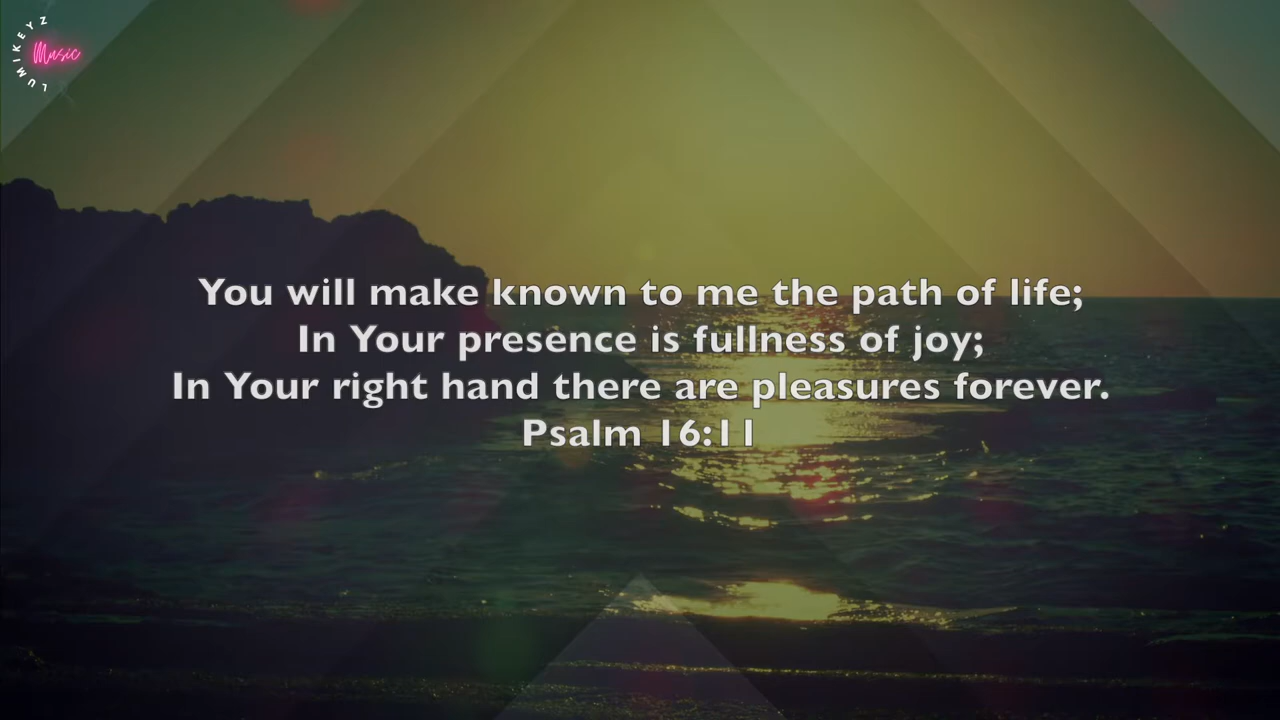 LUMIKEYZ
Music
You will make known to me the path of life;
In Your presence is fullness of joy;
In Your right hand there are pleasures forever.
Psalm 16:11